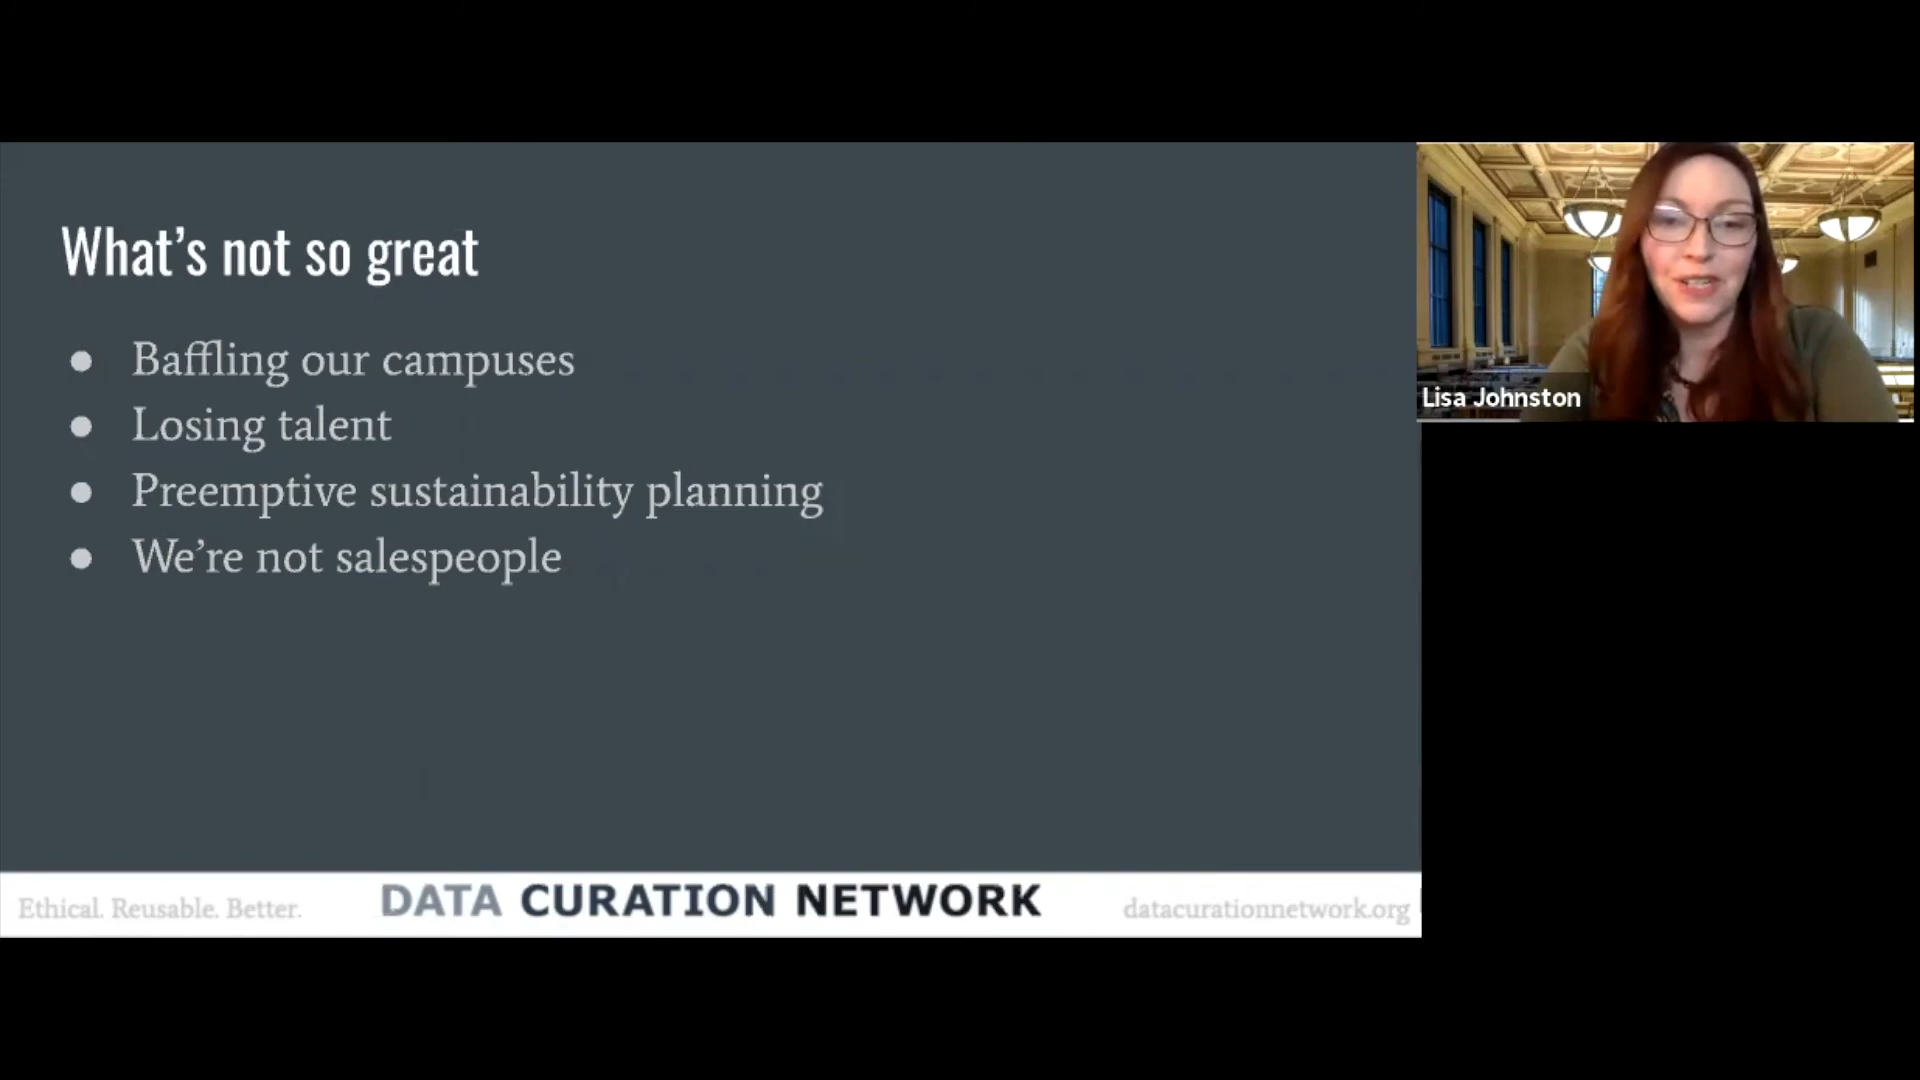 What's not so great
● Baffling our campuses
● Losing talent
● Preemptive sustainability planning
● We're not salespeople
Lisa Johnston
Ethical. Reusable. Better.
DATA CURATION NETWORK
datacurationnetwork.org